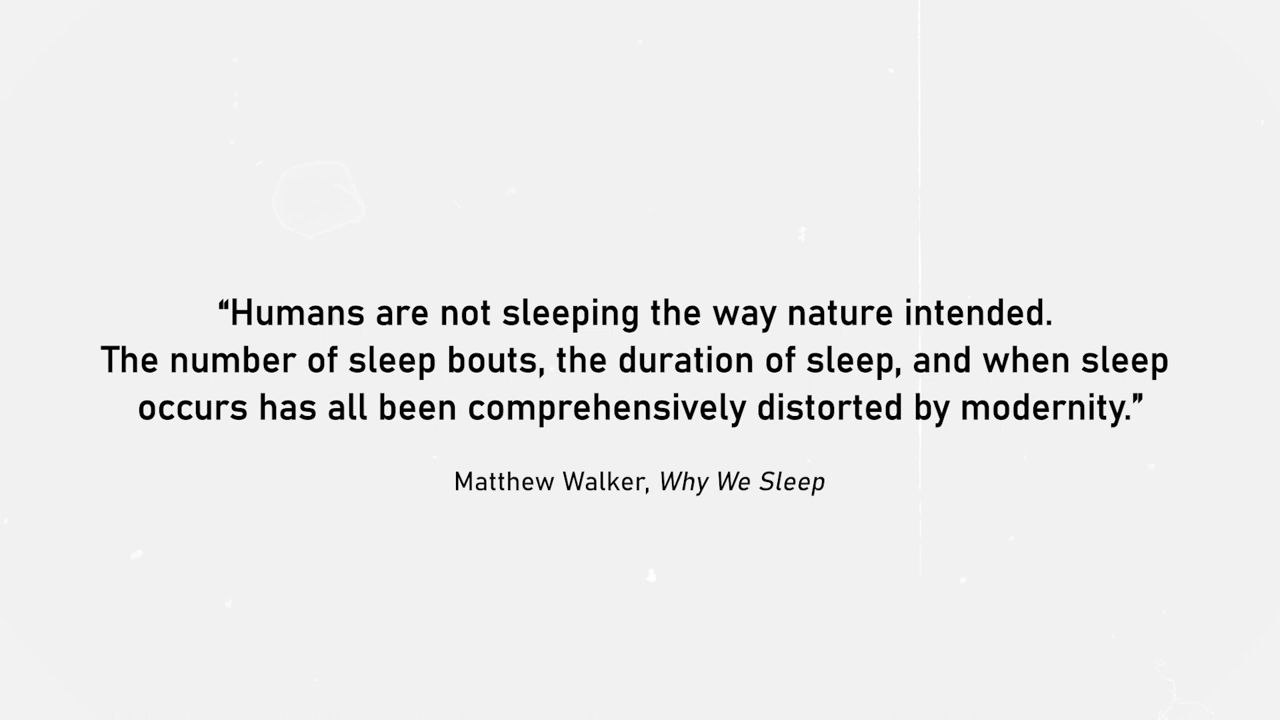 “Humans are not sleeping the way nature intended.
The number of sleep bouts, the duration of sleep, and when sleep
occurs has all been comprehensively distorted by modernity.”
Matthew Walker, Why We Sleep